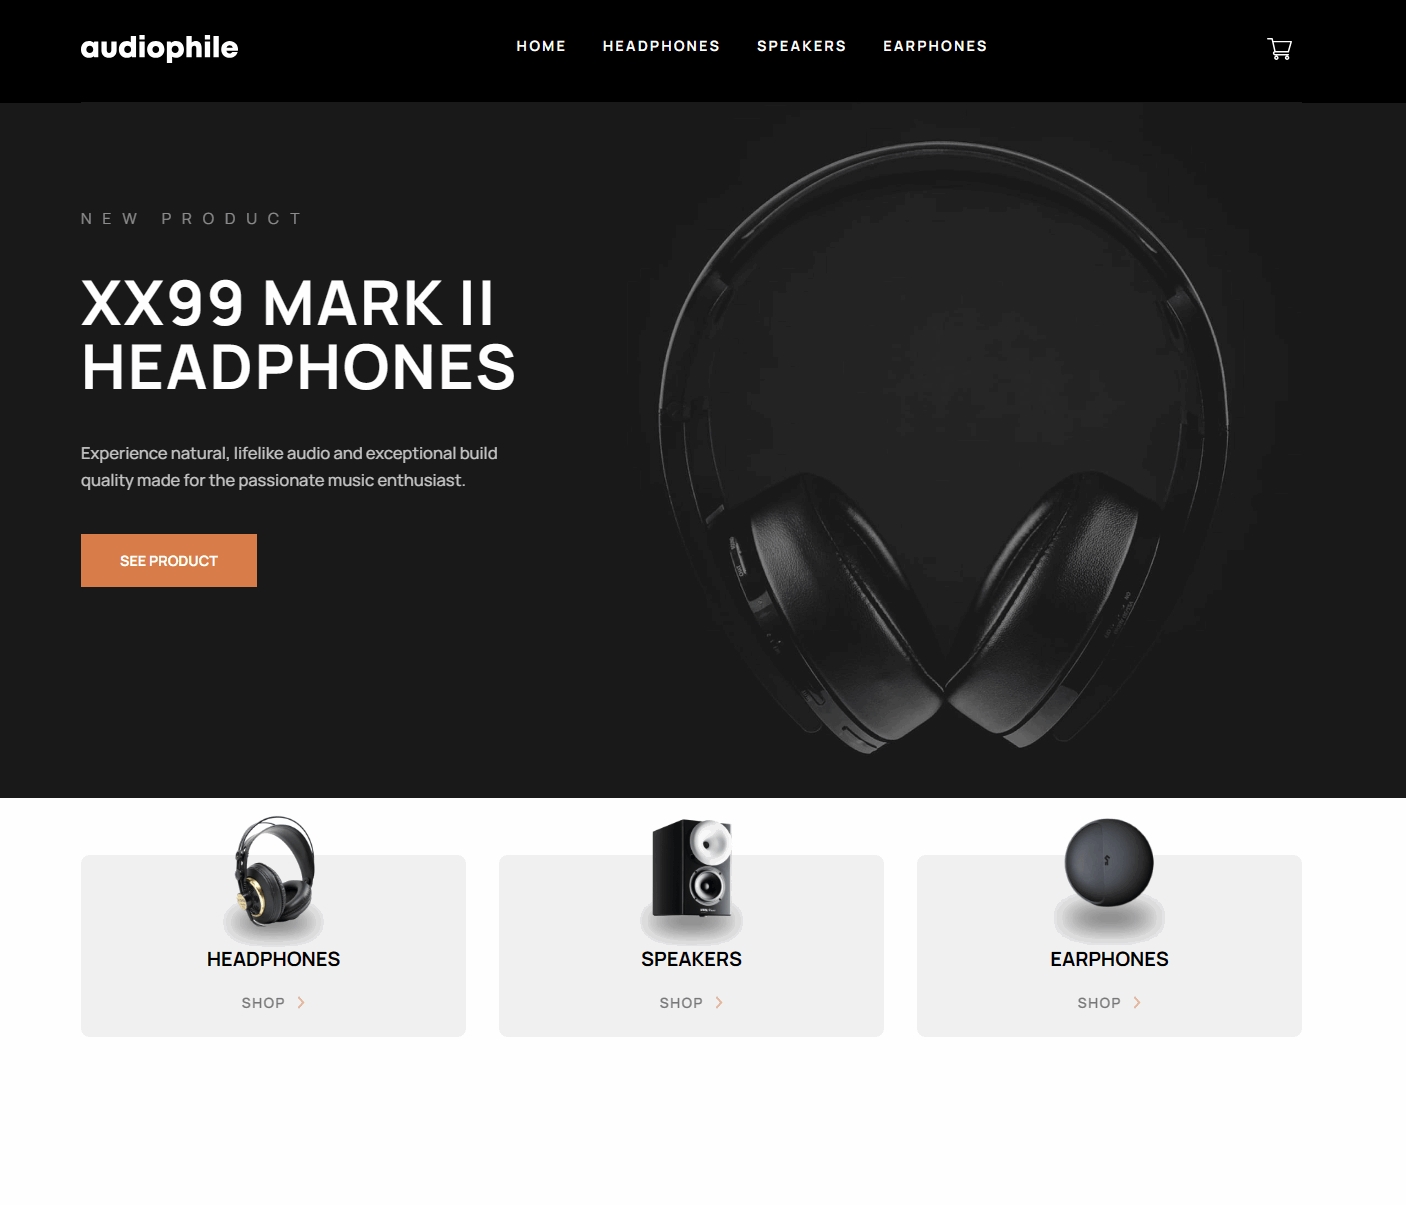 audiophile
HOME HEADPHONES SPEAKERS EARPHONES
NEW PRODUCT
XX99 MARK II
HEADPHONES
Experience natural, lifelike audio and exceptional build
quality made for the passionate music enthusiast.
SEE PRODUCT
HEADPHONES
SHOP
SPEAKERS
SHOP
EARPHONES
SHOP